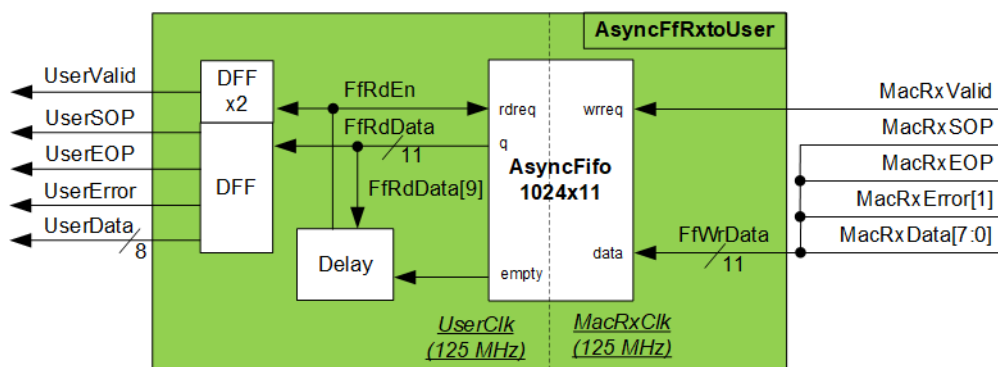 AsyncFfRxtoUser
UserValid
UserSOP
UserEOP
UserError
UserData
8
DFF
x2
DFF
FfRdEn
FfRdData
11
FfRdData[9]
Delay
rdreq
wrreq
q
AsyncFifo
1024x11
data
empty
UserClk
(125 MHz)
MacRxClk
(125 MHz)
MacRxValid
MacRxSOP
MacRxEOP
MacRxError[1]
MacRxData[7:0]
FfWrData
11